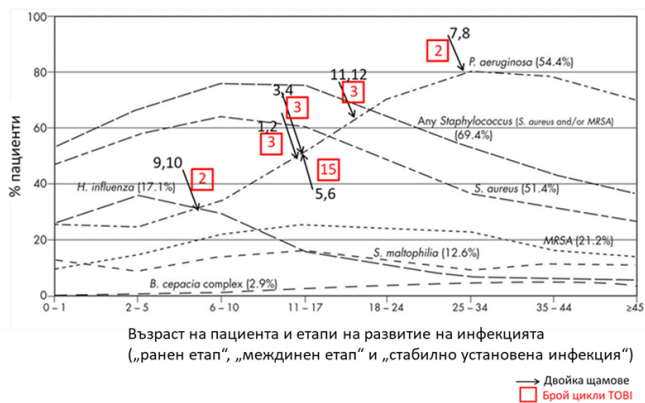 100
80
60
40
20
0
% пациенти
7,8
2
P. aeruginosa (54.4%)
11,12
3
3,4
3
Any Staphylococcus (S. aureus and/or MRSA)
(69.4%)
1,2
3
15
9,10
2
5,6
H. influenza (17.1%)
S. aureus (51.4%)
MRSA (21.2%)
S. maltophilia (12.6%)
B. cepacia complex (2.9%)
0 – 1 2 – 5 6 – 10 11 – 17 18 – 24 25 – 34 35 – 44 ≥45
Възраст на пациента и етапи на развитие на инфекцията
(„ранен етап“, „междинен етап“ и „стабилно установена инфекция“)
Двойка щамове
Брой цикли TOBI